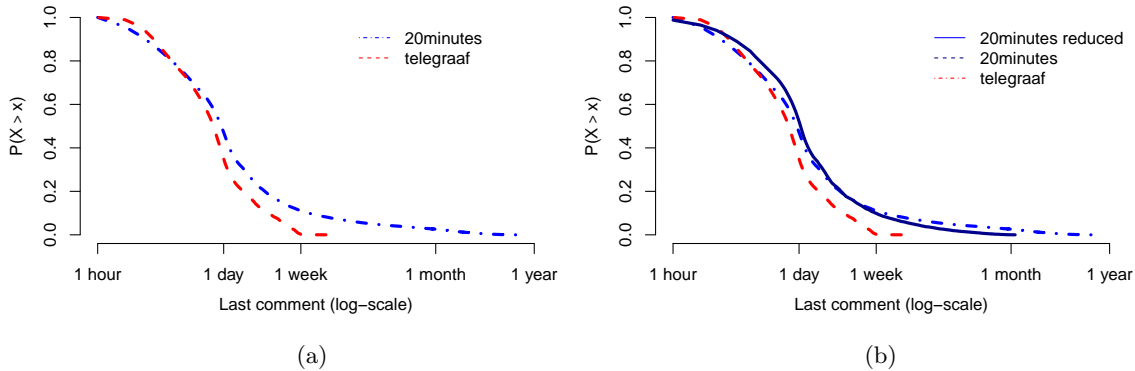 P(X > x)
1.0
0.8
0.6
0.4
0.2
0.0
20minutes
telegraaf
1 hour 1 day 1 week 1 month 1 year
Last comment (log−scale)
(a)
P(X > x)
1.0
0.8
0.6
0.4
0.2
0.0
20minutes reduced
20minutes
telegraaf
1 hour 1 day 1 week 1 month 1 year
Last comment (log−scale)
(b)